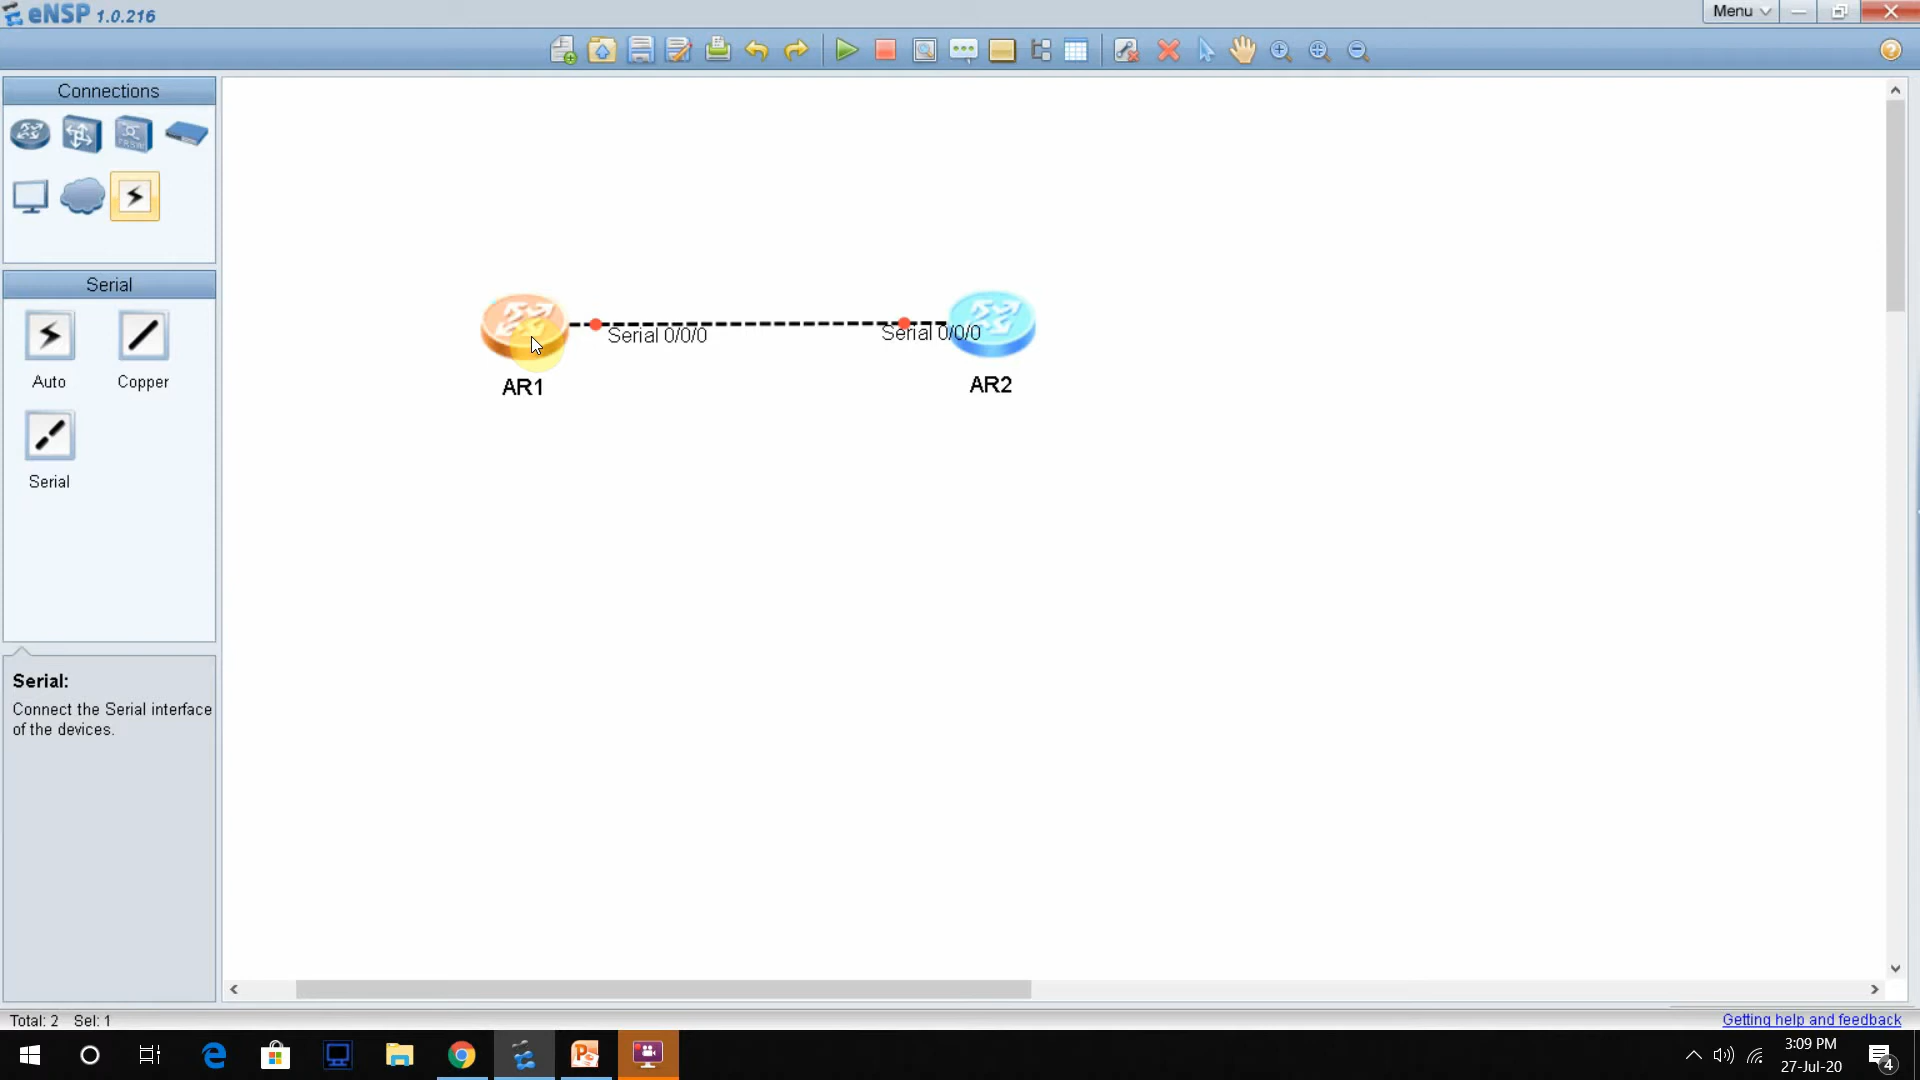 eNSP 1.0.216
Menu
Connections
FRSW
Serial
Auto
Copper
Serial
Serial:
Connect the Serial interface
of the devices.
Serial 0/0/0
Serial 0/0/0
AR1
AR2
Total: 2 Sel: 1
Getting help and feedback
3:09 PM
27-Jul-20
4